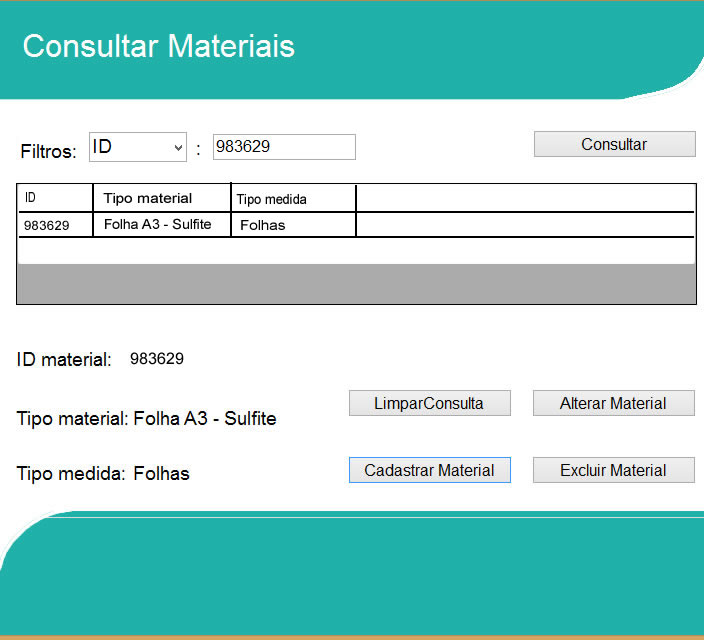 Consultar Materiais
Filtros: ID : 983629 Consultar
ID Tipo material Tipo medida
983629 Folha A3 - Sulfite Folhas
ID material: 983629
LimparConsulta Alterar Material
Tipo material: Folha A3 - Sulfite
Tipo medida: Folhas Cadastrar Material Excluir Material